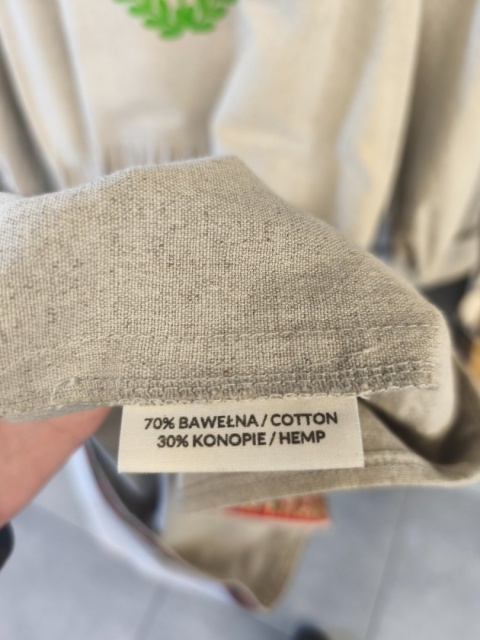 70% BAWEŁNA / COTTON
30% KONOPIE / HEMP